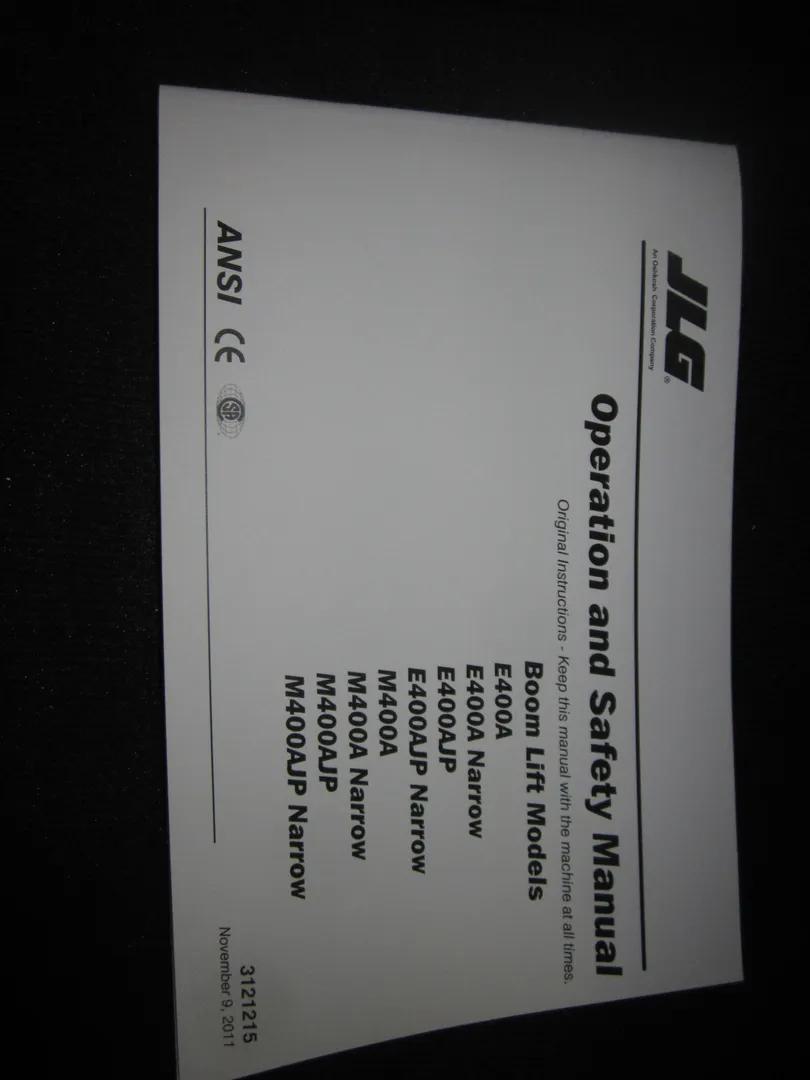 JLG®
An Oshkosh Corporation Company
Operation and Safety Manual
Original Instructions - Keep this manual with the machine at all times.
Boom Lift Models
E400A
E400A Narrow
E400AJP
E400AJP Narrow
M400A
M400A Narrow
M400AJP
M400AJP Narrow
ANSI CE
3121215
November 9, 2011